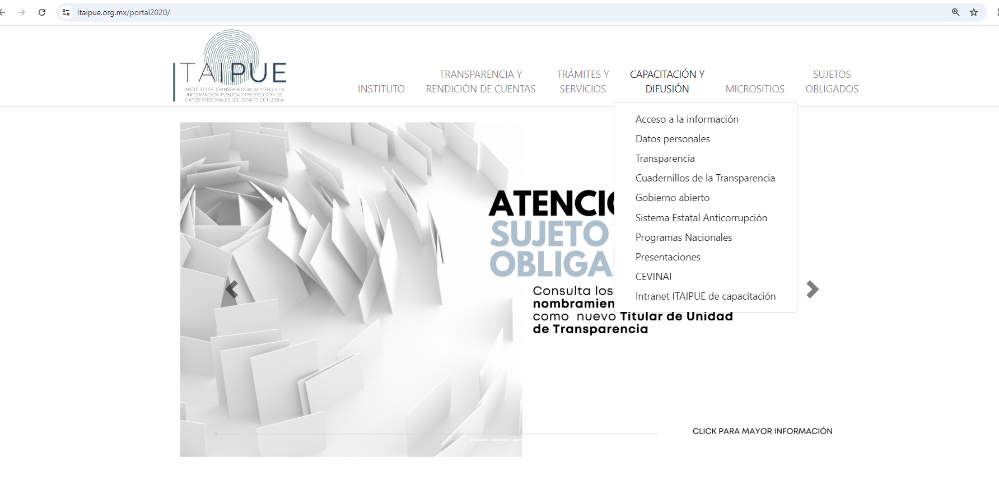 itaipue.org.mx/portal2020/
ITAIPUE
INSTITUTO DE TRANSPARENCIA, ACCESO A LA
INFORMACIÓN PÚBLICA Y PROTECCIÓN DE
DATOS PERSONALES DEL ESTADO DE PUEBLA
INSTITUTO
TRANSPARENCIA Y
RENDICIÓN DE CUENTAS
TRÁMITES Y
SERVICIOS
CAPACITACIÓN Y
DIFUSIÓN
MICROSITIOS
SUJETOS
OBLIGADOS
Acceso a la información
Datos personales
Transparencia
Cuadernillos de la Transparencia
Gobierno abierto
Sistema Estatal Anticorrupción
Programas Nacionales
Presentaciones
CEVINAI
Intranet ITAIPUE de capacitación
ATENCI
SUJETO
OBLIGA
Consulta los
nombramien
como nuevo Titular de Unidad
de Transparencia
CLICK PARA MAYOR INFORMACIÓN